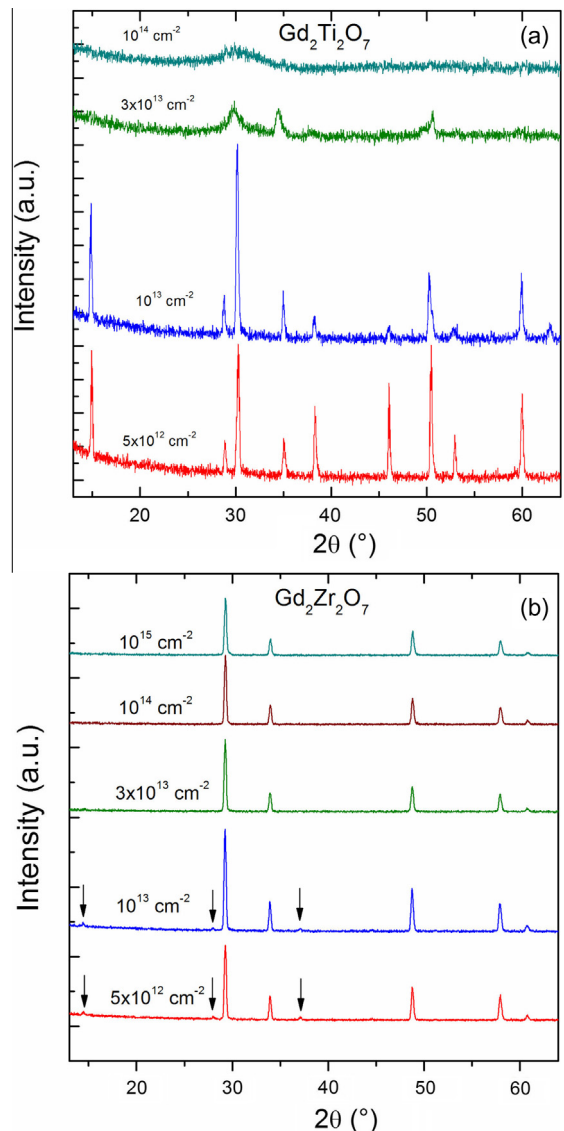 Gd₂Ti₂O₇
(a)
10¹⁴ cm⁻²
3x10¹³ cm⁻²
10¹³ cm⁻²
5x10¹² cm⁻²
Intensity (a.u.)
20 30 40 50 60
2θ (°)
Gd₂Zr₂O₇
(b)
10¹⁵ cm⁻²
10¹⁴ cm⁻²
3x10¹³ cm⁻²
10¹³ cm⁻²
5x10¹² cm⁻²
Intensity (a.u.)
20 30 40 50 60
2θ (°)